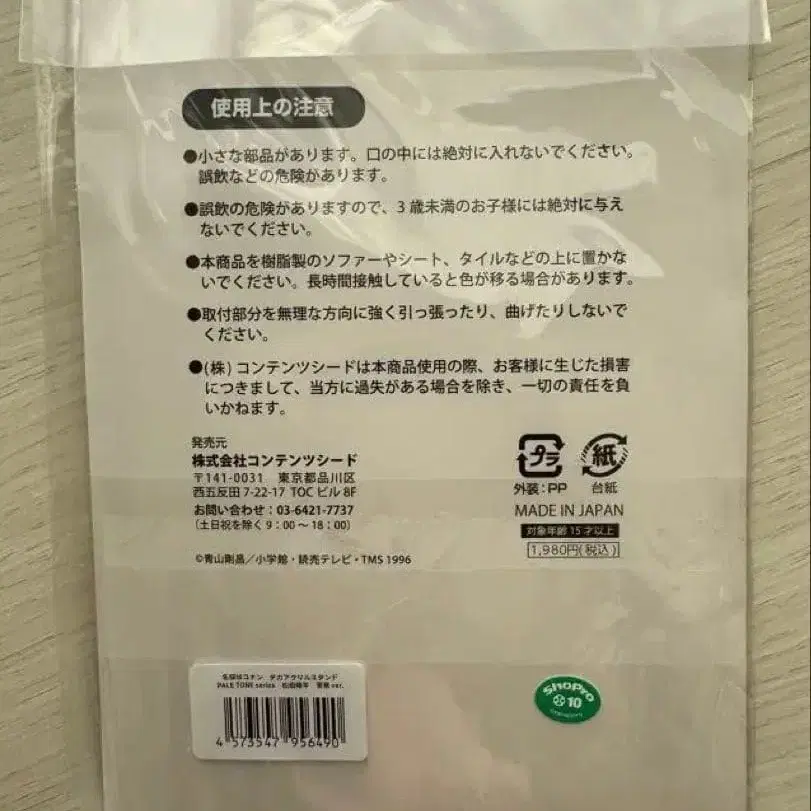 使用上の注意
●小さな部品があります。口の中には絶対に入れないでください。
誤飲などの危険があります。
●誤飲の危険がありますので、3歳未満のお子様には絶対に与え
ないでください。
●本商品を樹脂製のソファーやシート、タイルなどの上に置かな
いでください。長時間接触していると色が移る場合があります。
●取付部分を無理な方向に強く引っ張ったり、曲げたりしないで
ください。
●(株)コンテンツシードは本商品使用の際、お客様に生じた損害
につきまして、当方に過失がある場合を除き、一切の責任を負
いかねます。
発売元
株式会社コンテンツシード
〒141-0031 東京都品川区
西五反田7-22-17 TOCビル8F
お問い合わせ:03-6421-7737
(土日祝を除く9:00〜18:00)
プラ
外装:PP
紙
台紙
MADE IN JAPAN
対象年齢15才以上
1,980円(税込)
©青山剛昌/小学館・読売テレビ・TMS 1996
名探偵コナン デカアクリルスタンド
PALE TONE series 松田陣平 警察ver.
4 573547 956490
ShoPro
10